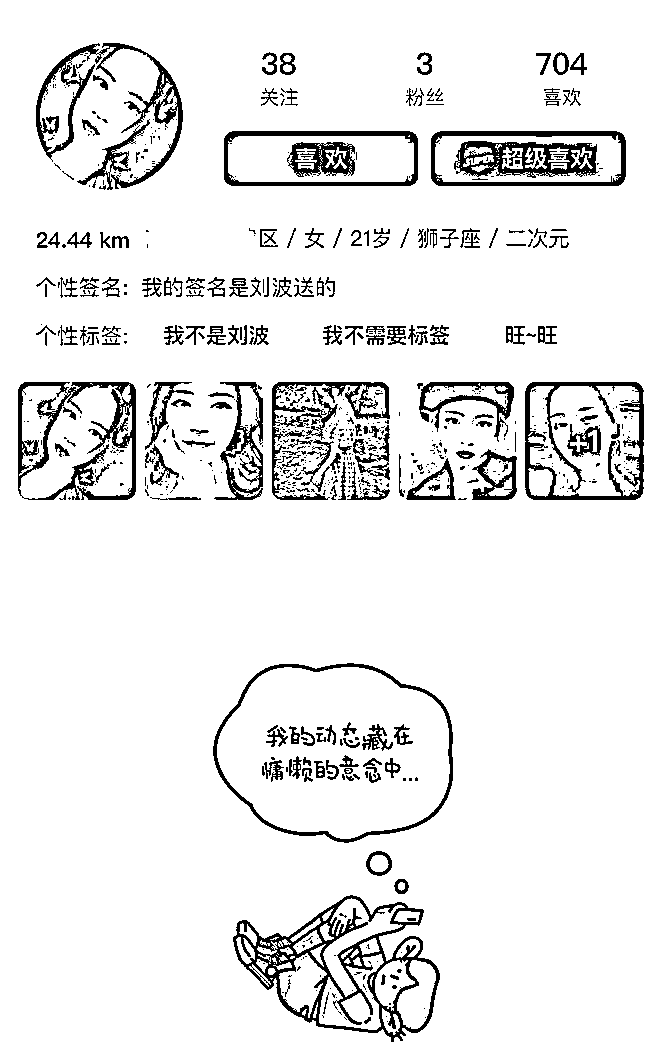 38 3 704
关注 粉丝 喜欢
喜欢 超级喜欢
24.44 km 区 / 女 / 21岁 / 狮子座 / 二次元
个性签名: 我的签名是刘波送的
个性标签: 我不是刘波 我不需要标签 旺~旺
+1
我的动态藏在
慵懒的意念中...